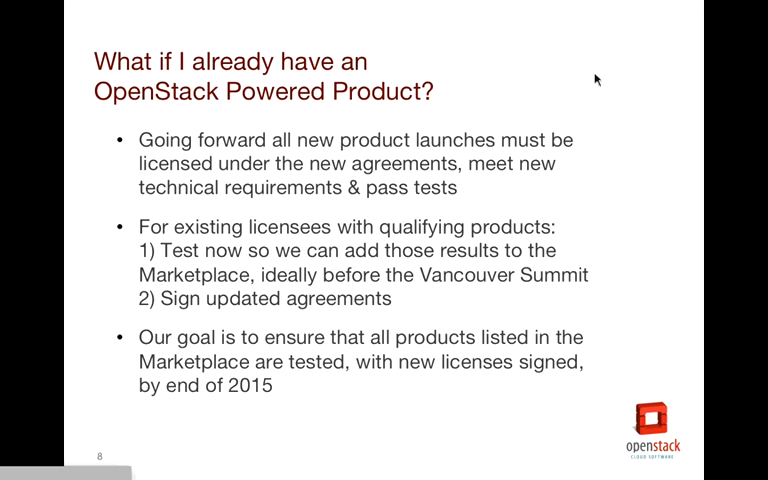 What if I already have an
OpenStack Powered Product?
• Going forward all new product launches must be
licensed under the new agreements, meet new
technical requirements & pass tests
• For existing licensees with qualifying products:
1) Test now so we can add those results to the
Marketplace, ideally before the Vancouver Summit
2) Sign updated agreements
• Our goal is to ensure that all products listed in the
Marketplace are tested, with new licenses signed,
by end of 2015
8
openstack
CLOUD SOFTWARE